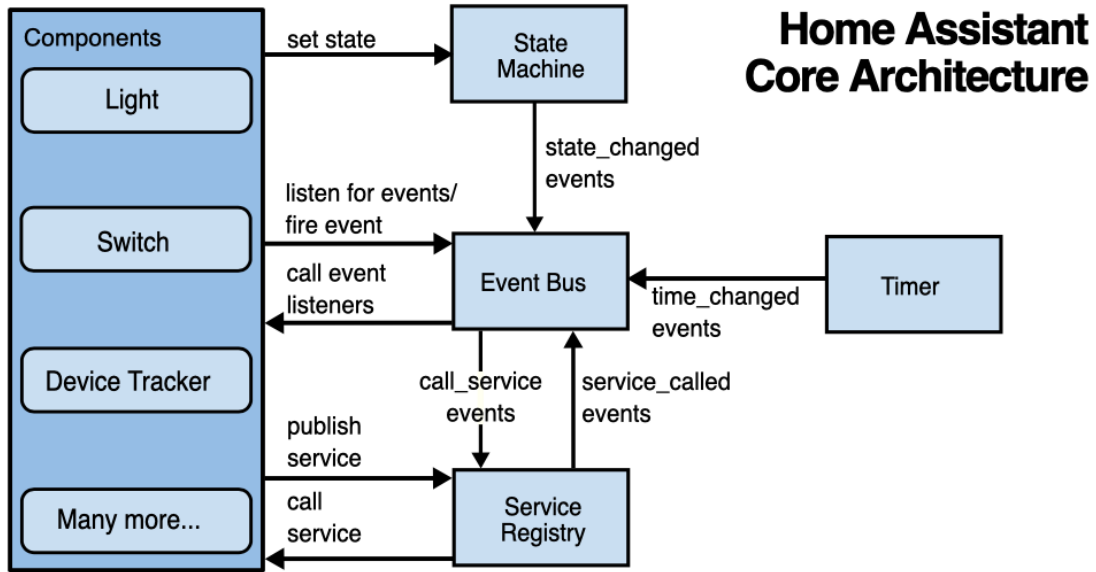 Home Assistant
Core Architecture
Components
Light
Switch
Device Tracker
Many more...
set state
State
Machine
state_changed
events
listen for events/
fire event
call event
listeners
Event Bus
time_changed
events
Timer
call_service
events
service_called
events
publish
service
call
service
Service
Registry